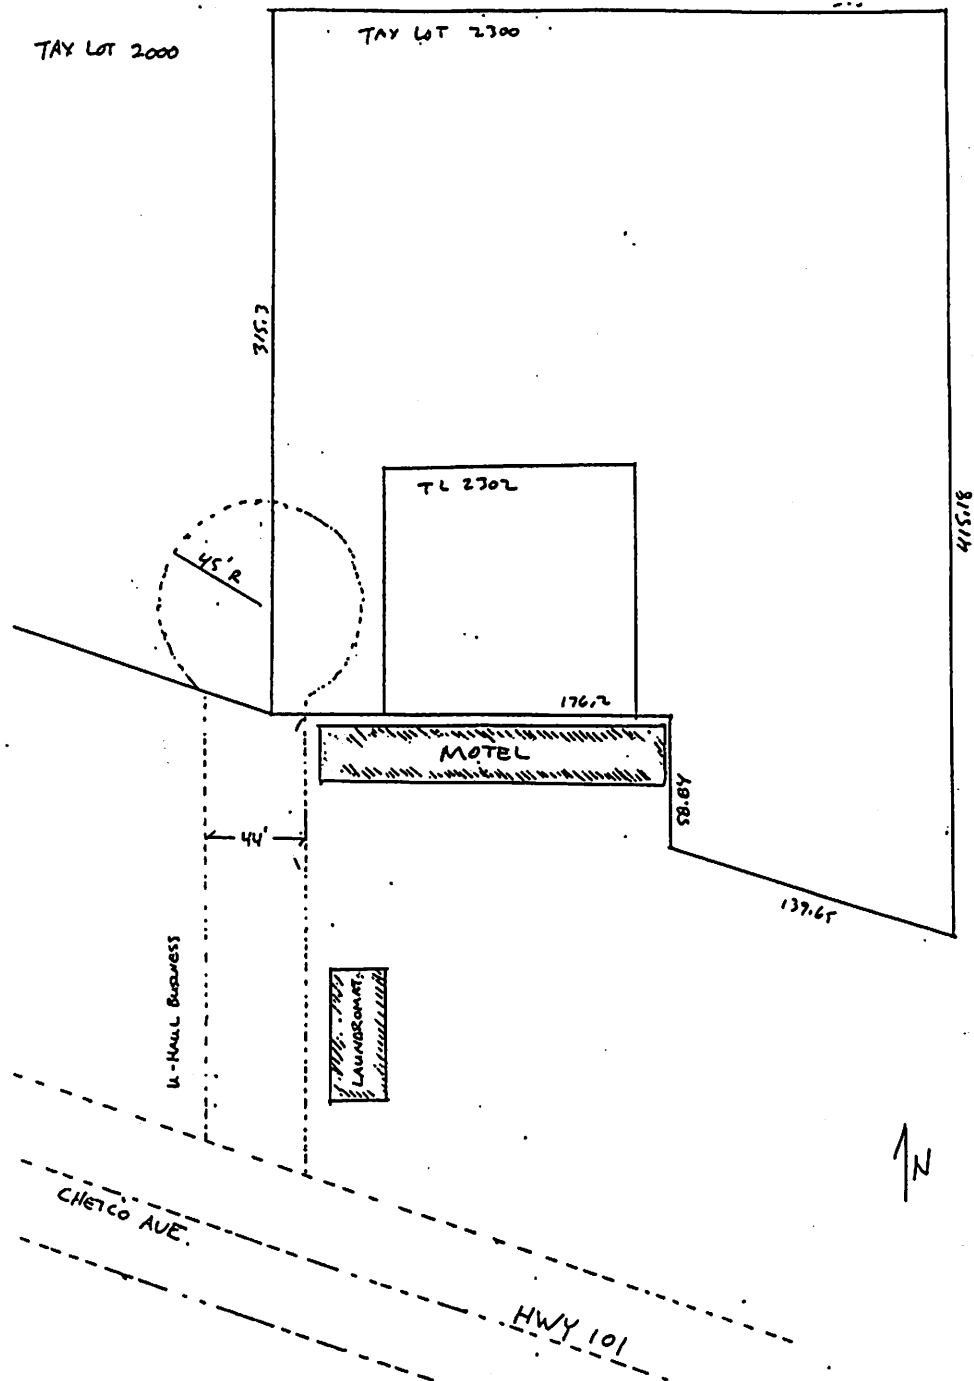 TAX LOT 2000
TAX LOT 2300
315.3
TL 2302
45' R
415.18
176.2
MOTEL
58.84
44'
139.65
U-HAUL BUSINESS
LAUNDROMAT
N
CHETCO AVE.
HWY 101